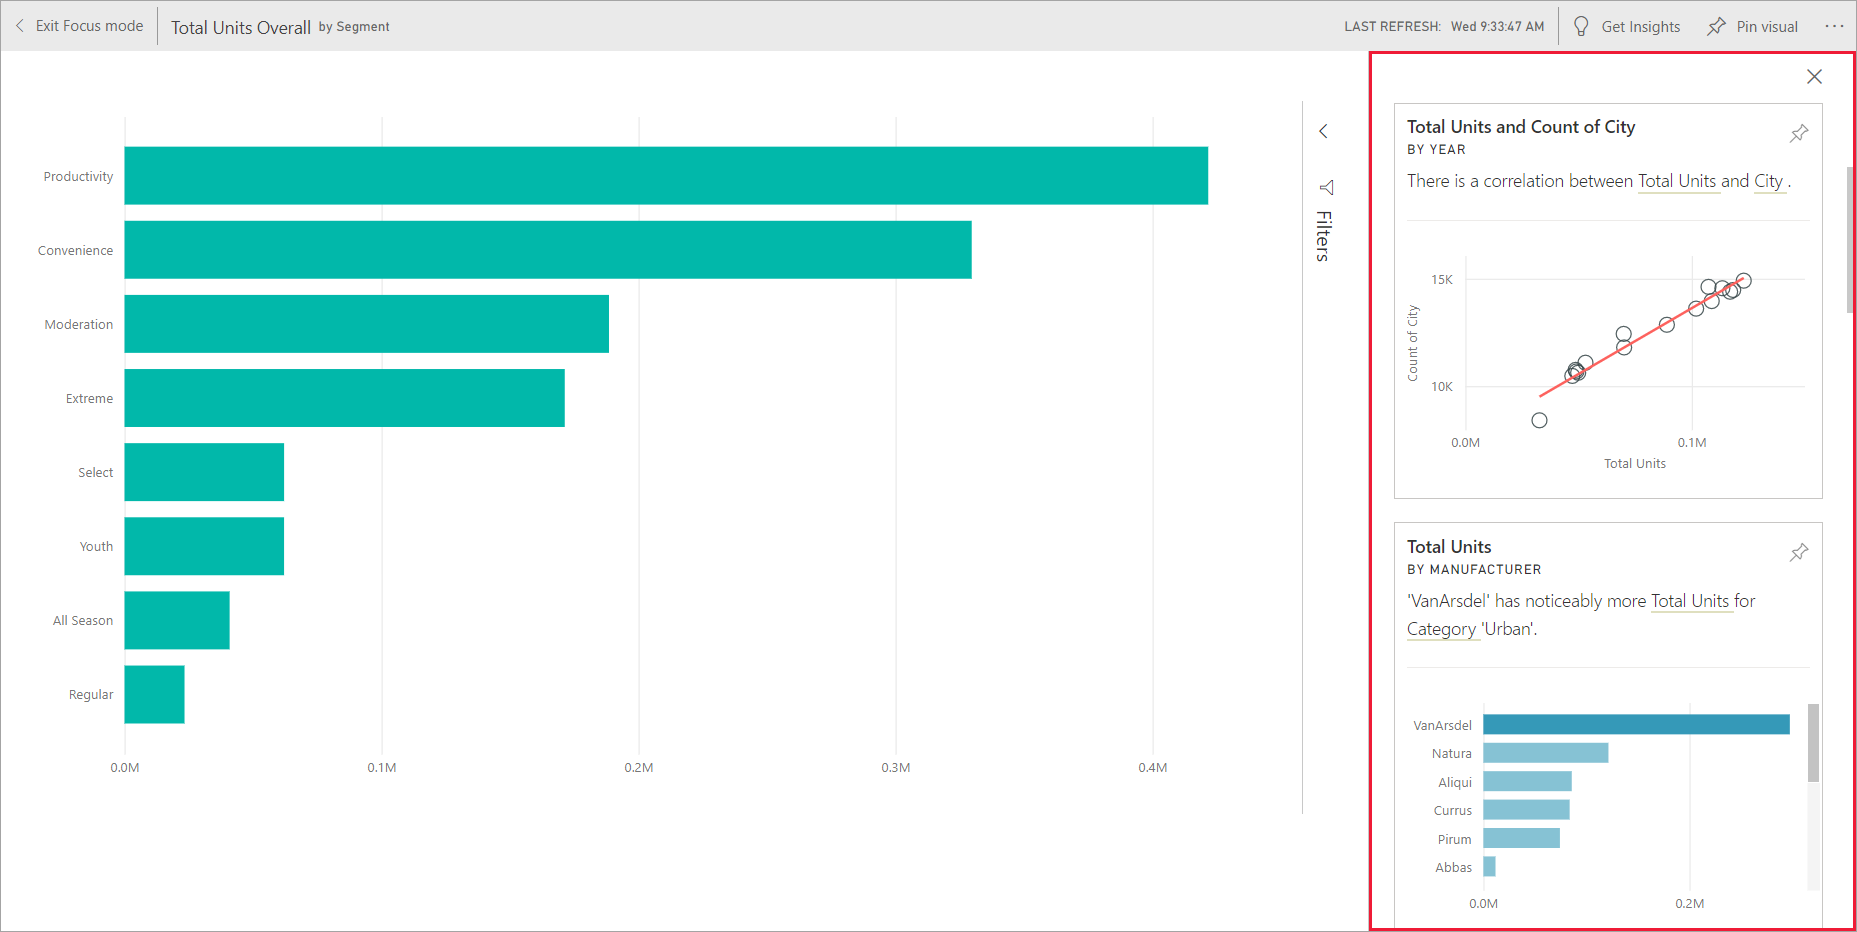 Exit Focus mode
Total Units Overall by Segment
LAST REFRESH: Wed 9:33:47 AM
Get Insights
Pin visual
Productivity
Convenience
Moderation
Extreme
Select
Youth
All Season
Regular
0.0M 0.1M 0.2M 0.3M 0.4M
Filters
Total Units and Count of City
BY YEAR
There is a correlation between Total Units and City .
15K
10K
Count of City
0.0M 0.1M
Total Units
Total Units
BY MANUFACTURER
'VanArsdel' has noticeably more Total Units for
Category 'Urban'.
VanArsdel
Natura
Aliqui
Currus
Pirum
Abbas
0.0M 0.2M